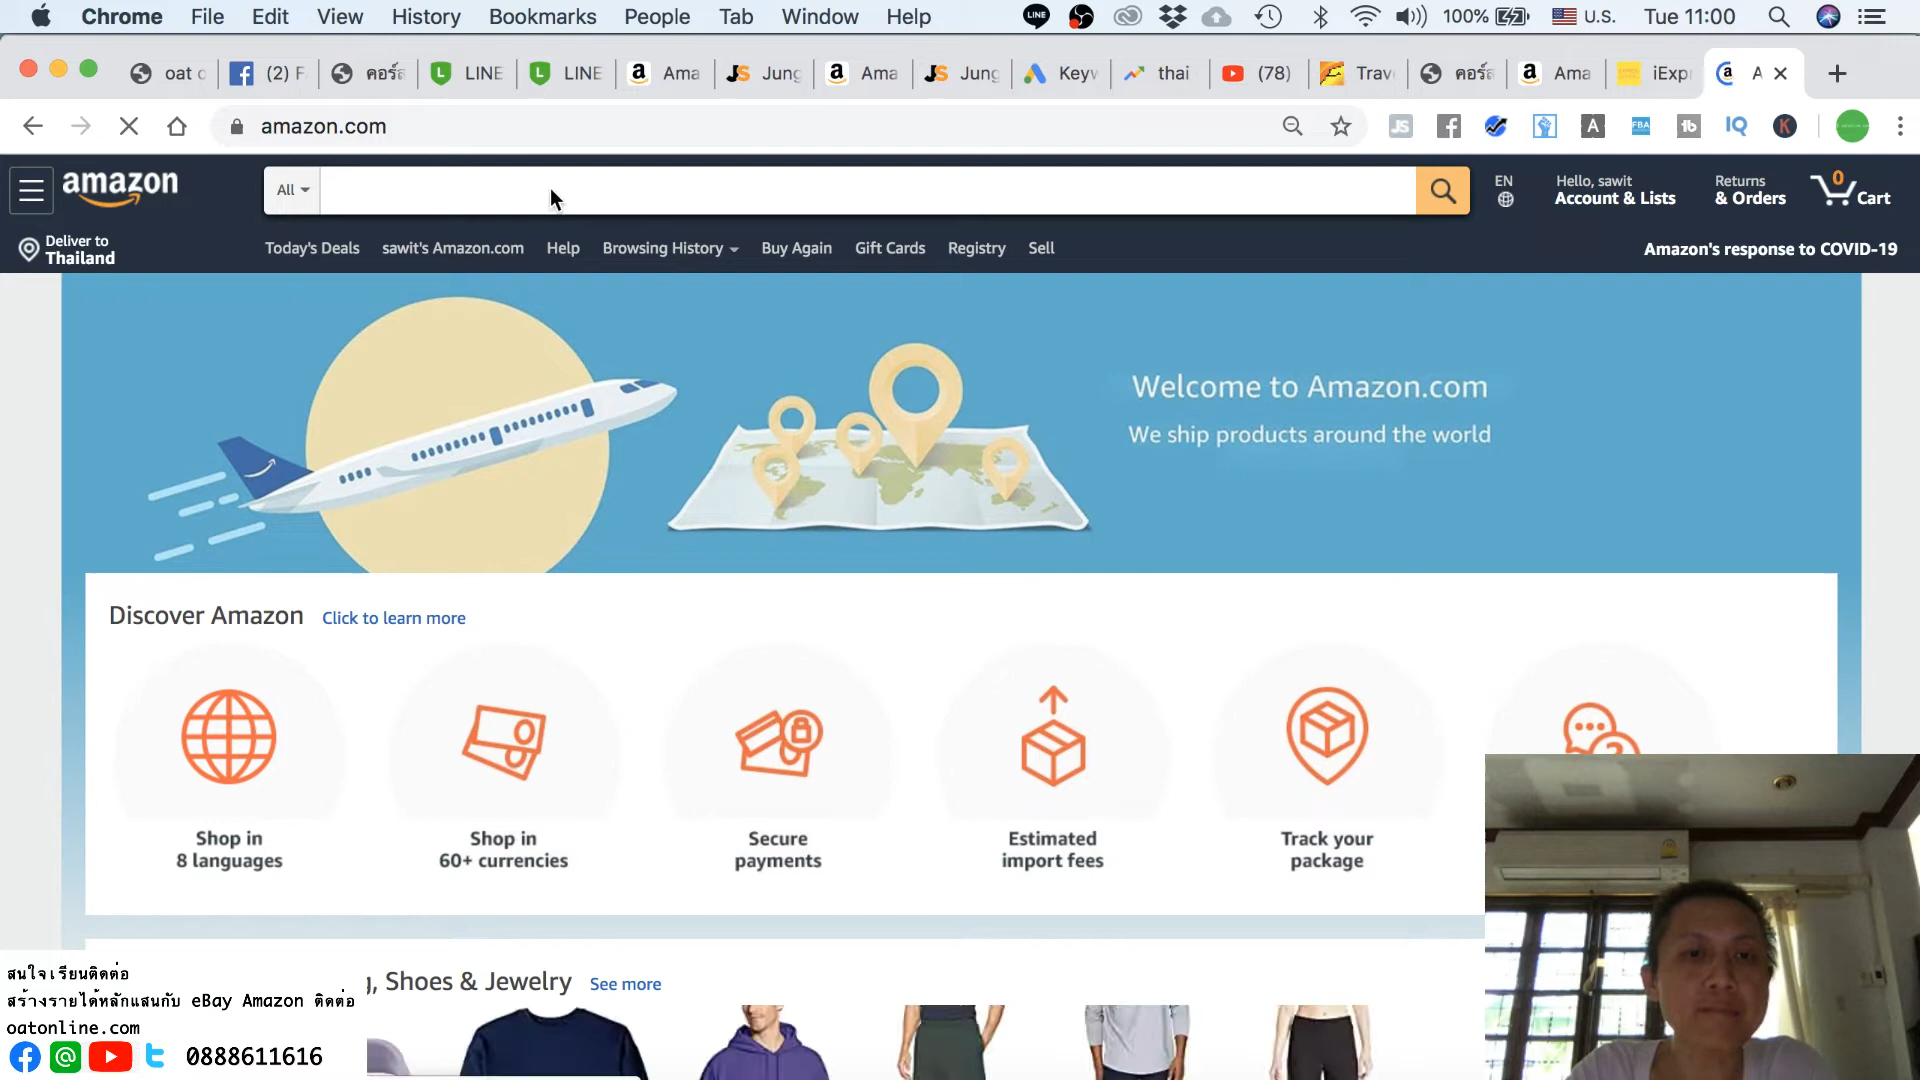 Chrome File Edit View History Bookmarks People Tab Window Help LINE 100% U.S. Tue 11:00
oat c (2) F คอร์ส LINE LINE Ama Jung Ama Jung Keyw thai (78) Trav คอร์ส Ama iExpr A
amazon.com
amazon All EN Hello, sawit Account & Lists Returns & Orders 0 Cart
Deliver to Thailand Today's Deals sawit's Amazon.com Help Browsing History Buy Again Gift Cards Registry Sell Amazon's response to COVID-19
Welcome to Amazon.com
We ship products around the world
Discover Amazon Click to learn more
Shop in 8 languages
Shop in 60+ currencies
Secure payments
Estimated import fees
Track your package
, Shoes & Jewelry See more
สนใจเรียนติดต่อ
สร้างรายได้หลักแสนกับ eBay Amazon ติดต่อ
oatonline.com
0888611616